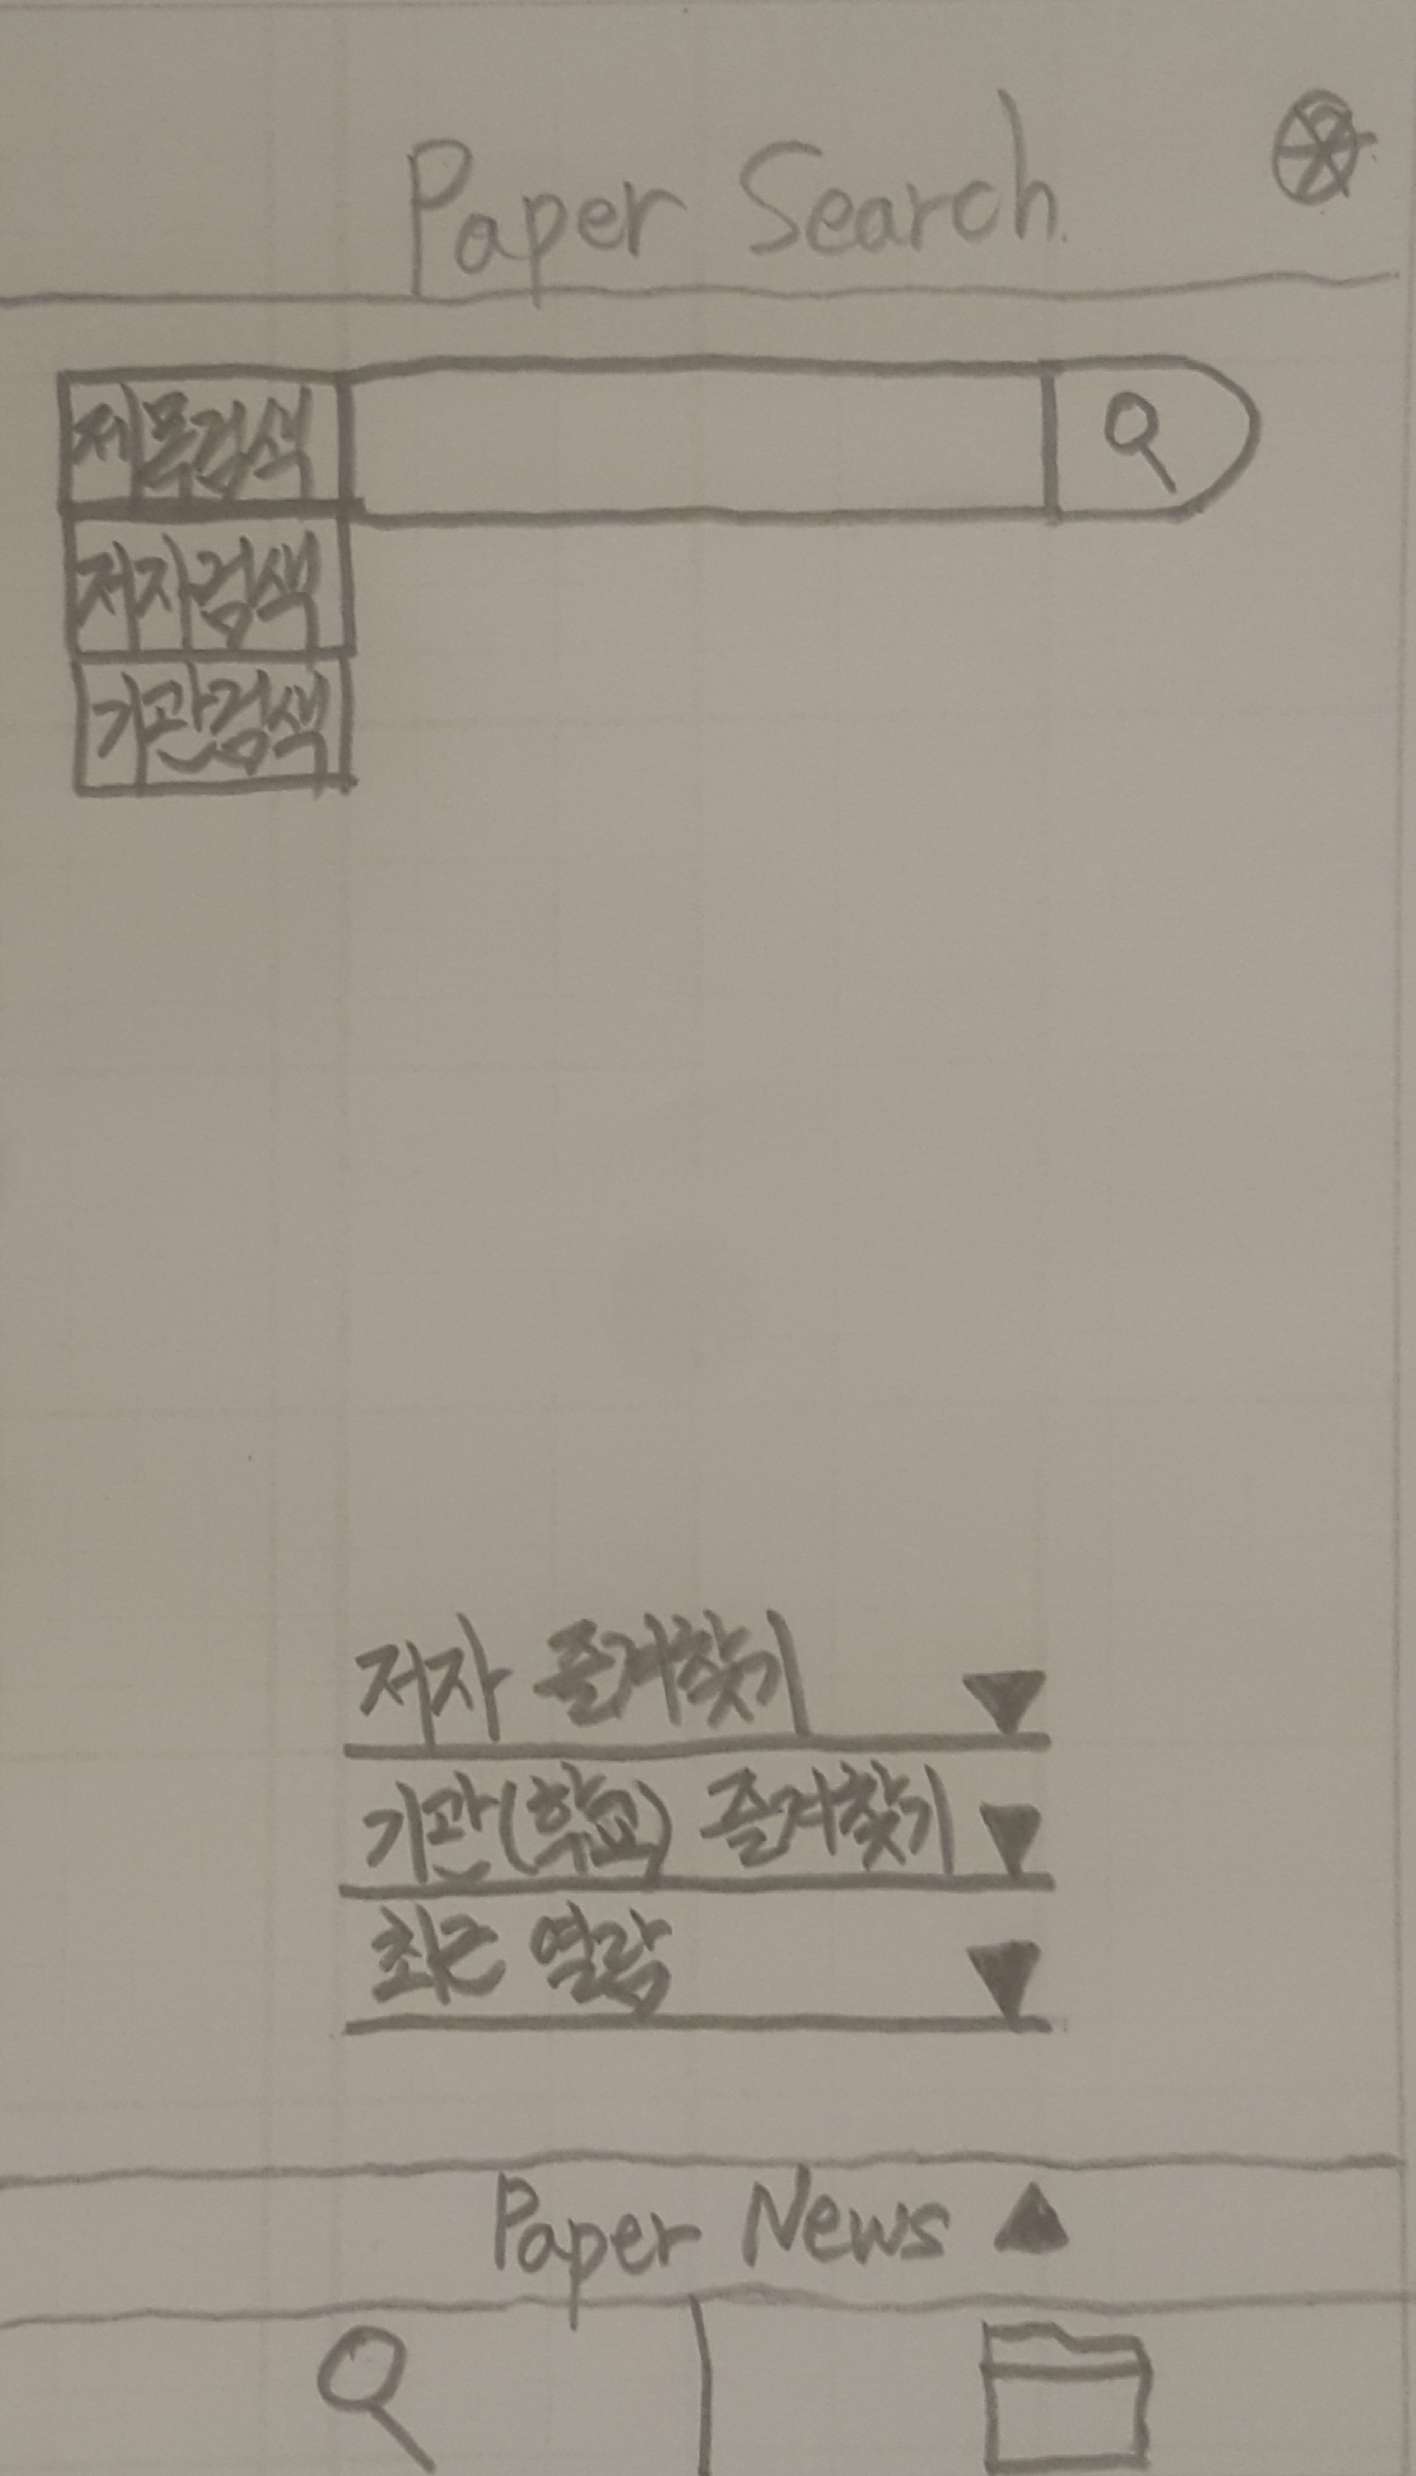 Paper Search
제목검색
저자검색
기관검색
저자 즐겨찾기
기관(학교) 즐겨찾기
최근 열람
Paper News